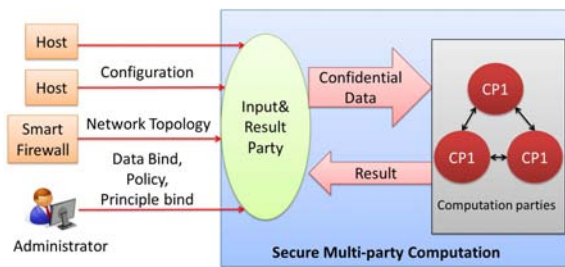 Host
Host
Configuration
Smart
Firewall
Network Topology
Data Bind,
Policy,
Principle bind
Administrator
Input&
Result
Party
Confidential
Data
Result
CP1
CP1
CP1
Computation parties
Secure Multi-party Computation